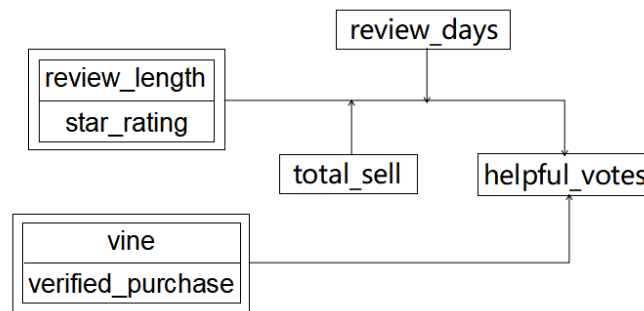 review_days
review_length
star_rating
total_sell
helpful_votes
vine
verified_purchase